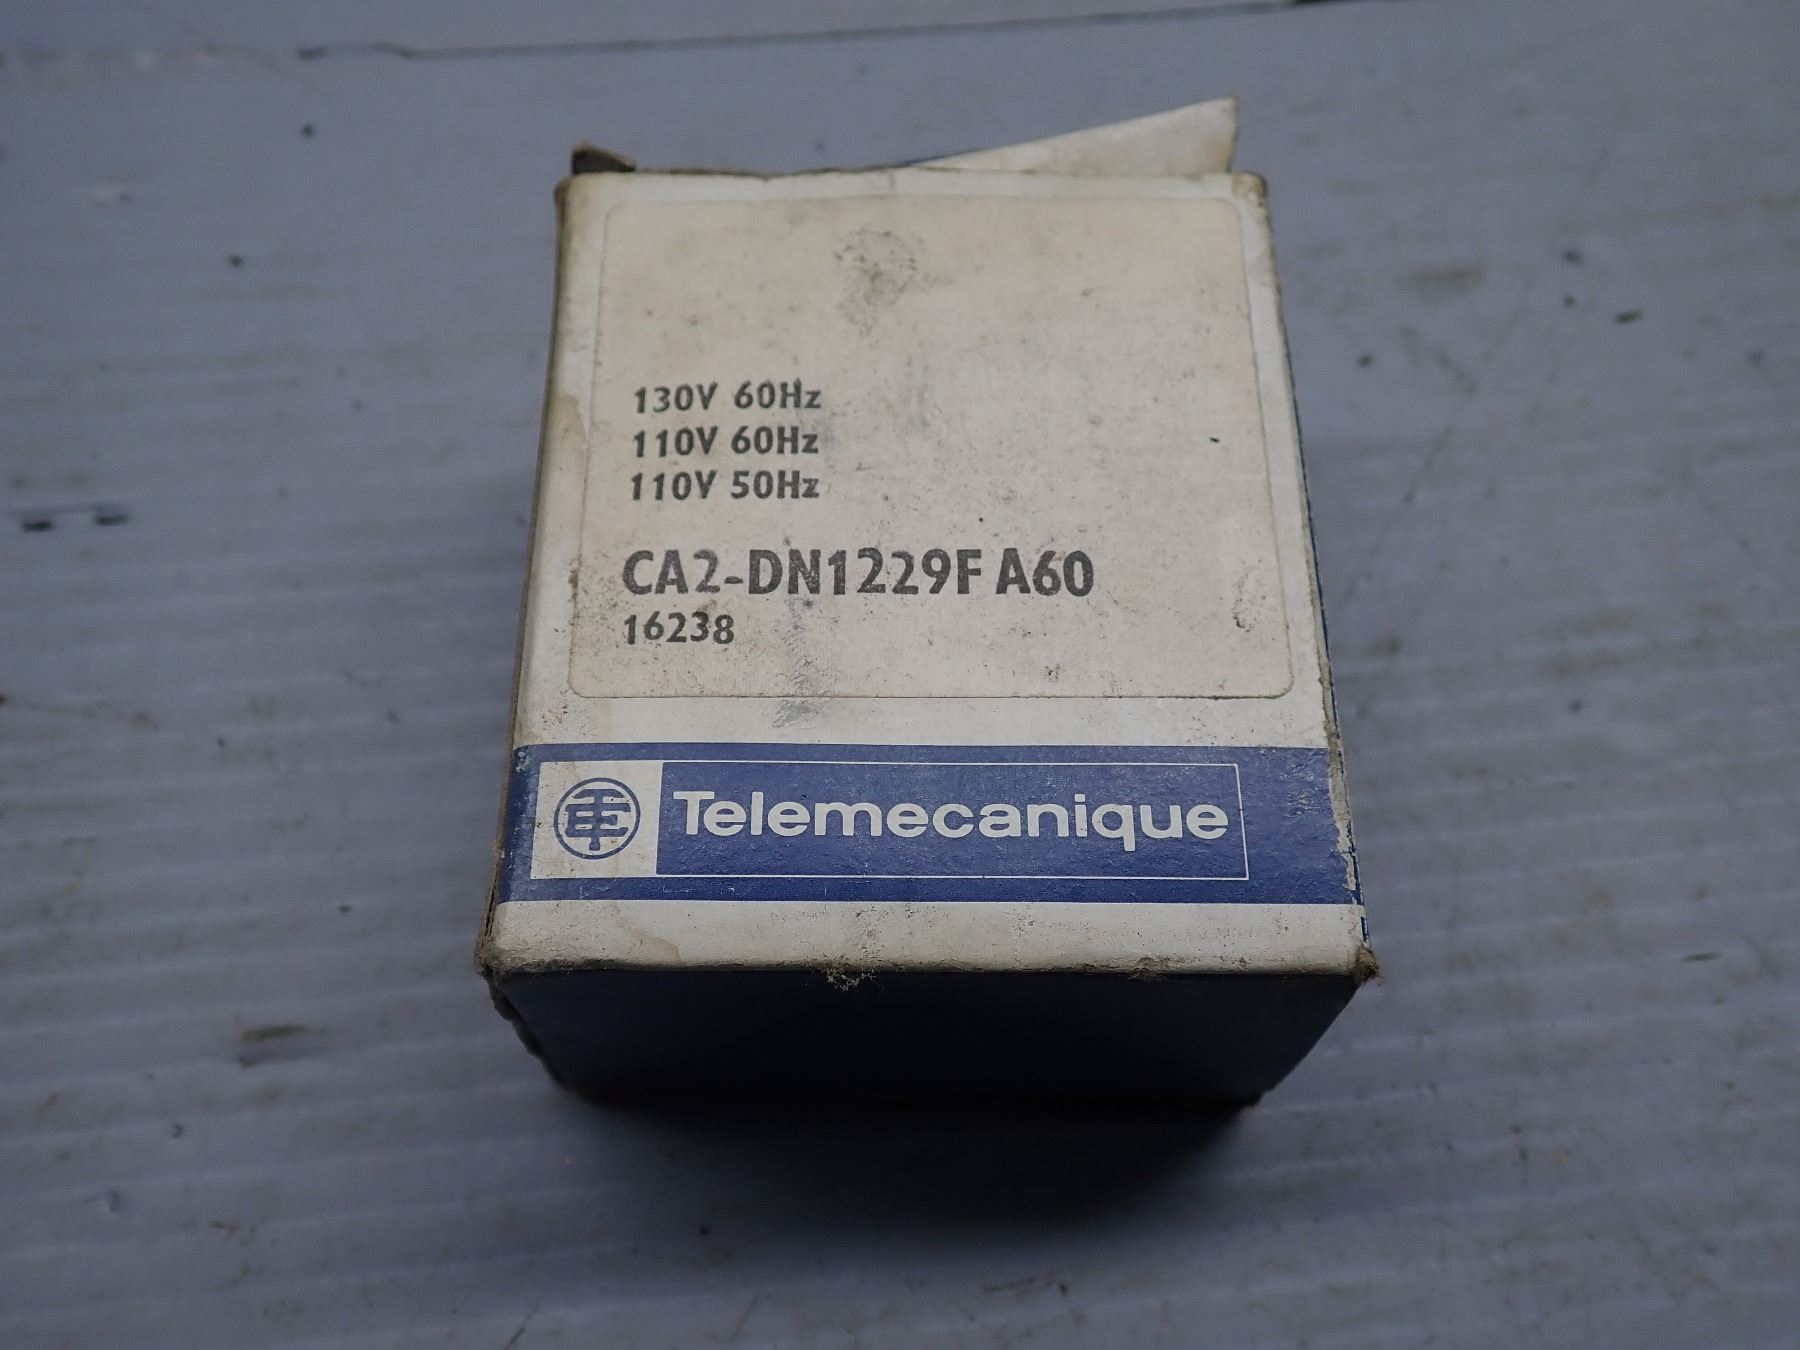 130V 60Hz
110V 60Hz
110V 50Hz
CA2-DN1229F A60
16238
Telemecanique